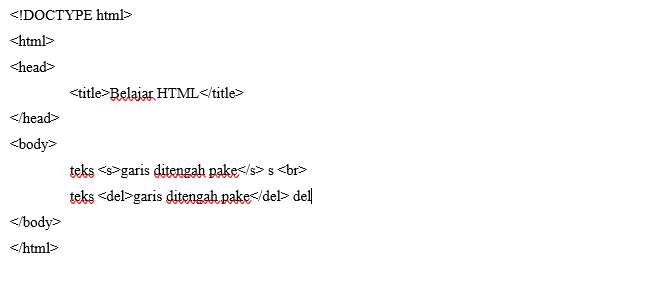 <!DOCTYPE html>
<html>
<head>
<title>Belajar HTML</title>
</head>
<body>
teks <s>garis ditengah pake</s> s <br>
teks <del>garis ditengah pake</del> del
</body>
</html>